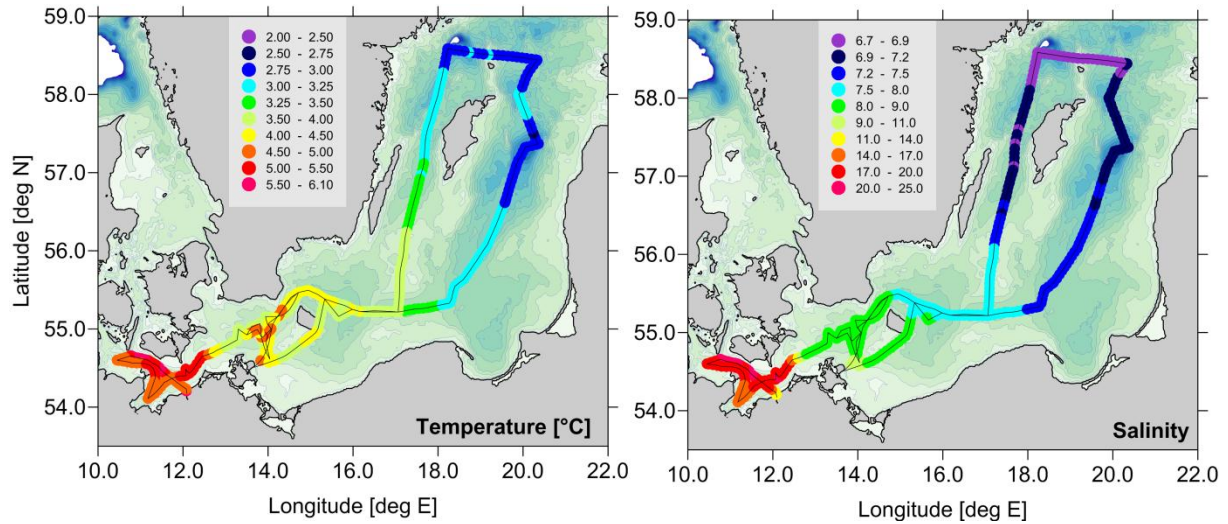 59.0
58.0
57.0
56.0
55.0
54.0
Latitude [deg N]
2.00 - 2.50
2.50 - 2.75
2.75 - 3.00
3.00 - 3.25
3.25 - 3.50
3.50 - 4.00
4.00 - 4.50
4.50 - 5.00
5.00 - 5.50
5.50 - 6.10
Temperature [°C]
10.0 12.0 14.0 16.0 18.0 20.0 22.0
Longitude [deg E]
59.0
58.0
57.0
56.0
55.0
54.0
6.7 - 6.9
6.9 - 7.2
7.2 - 7.5
7.5 - 8.0
8.0 - 9.0
9.0 - 11.0
11.0 - 14.0
14.0 - 17.0
17.0 - 20.0
20.0 - 25.0
Salinity
10.0 12.0 14.0 16.0 18.0 20.0 22.0
Longitude [deg E]